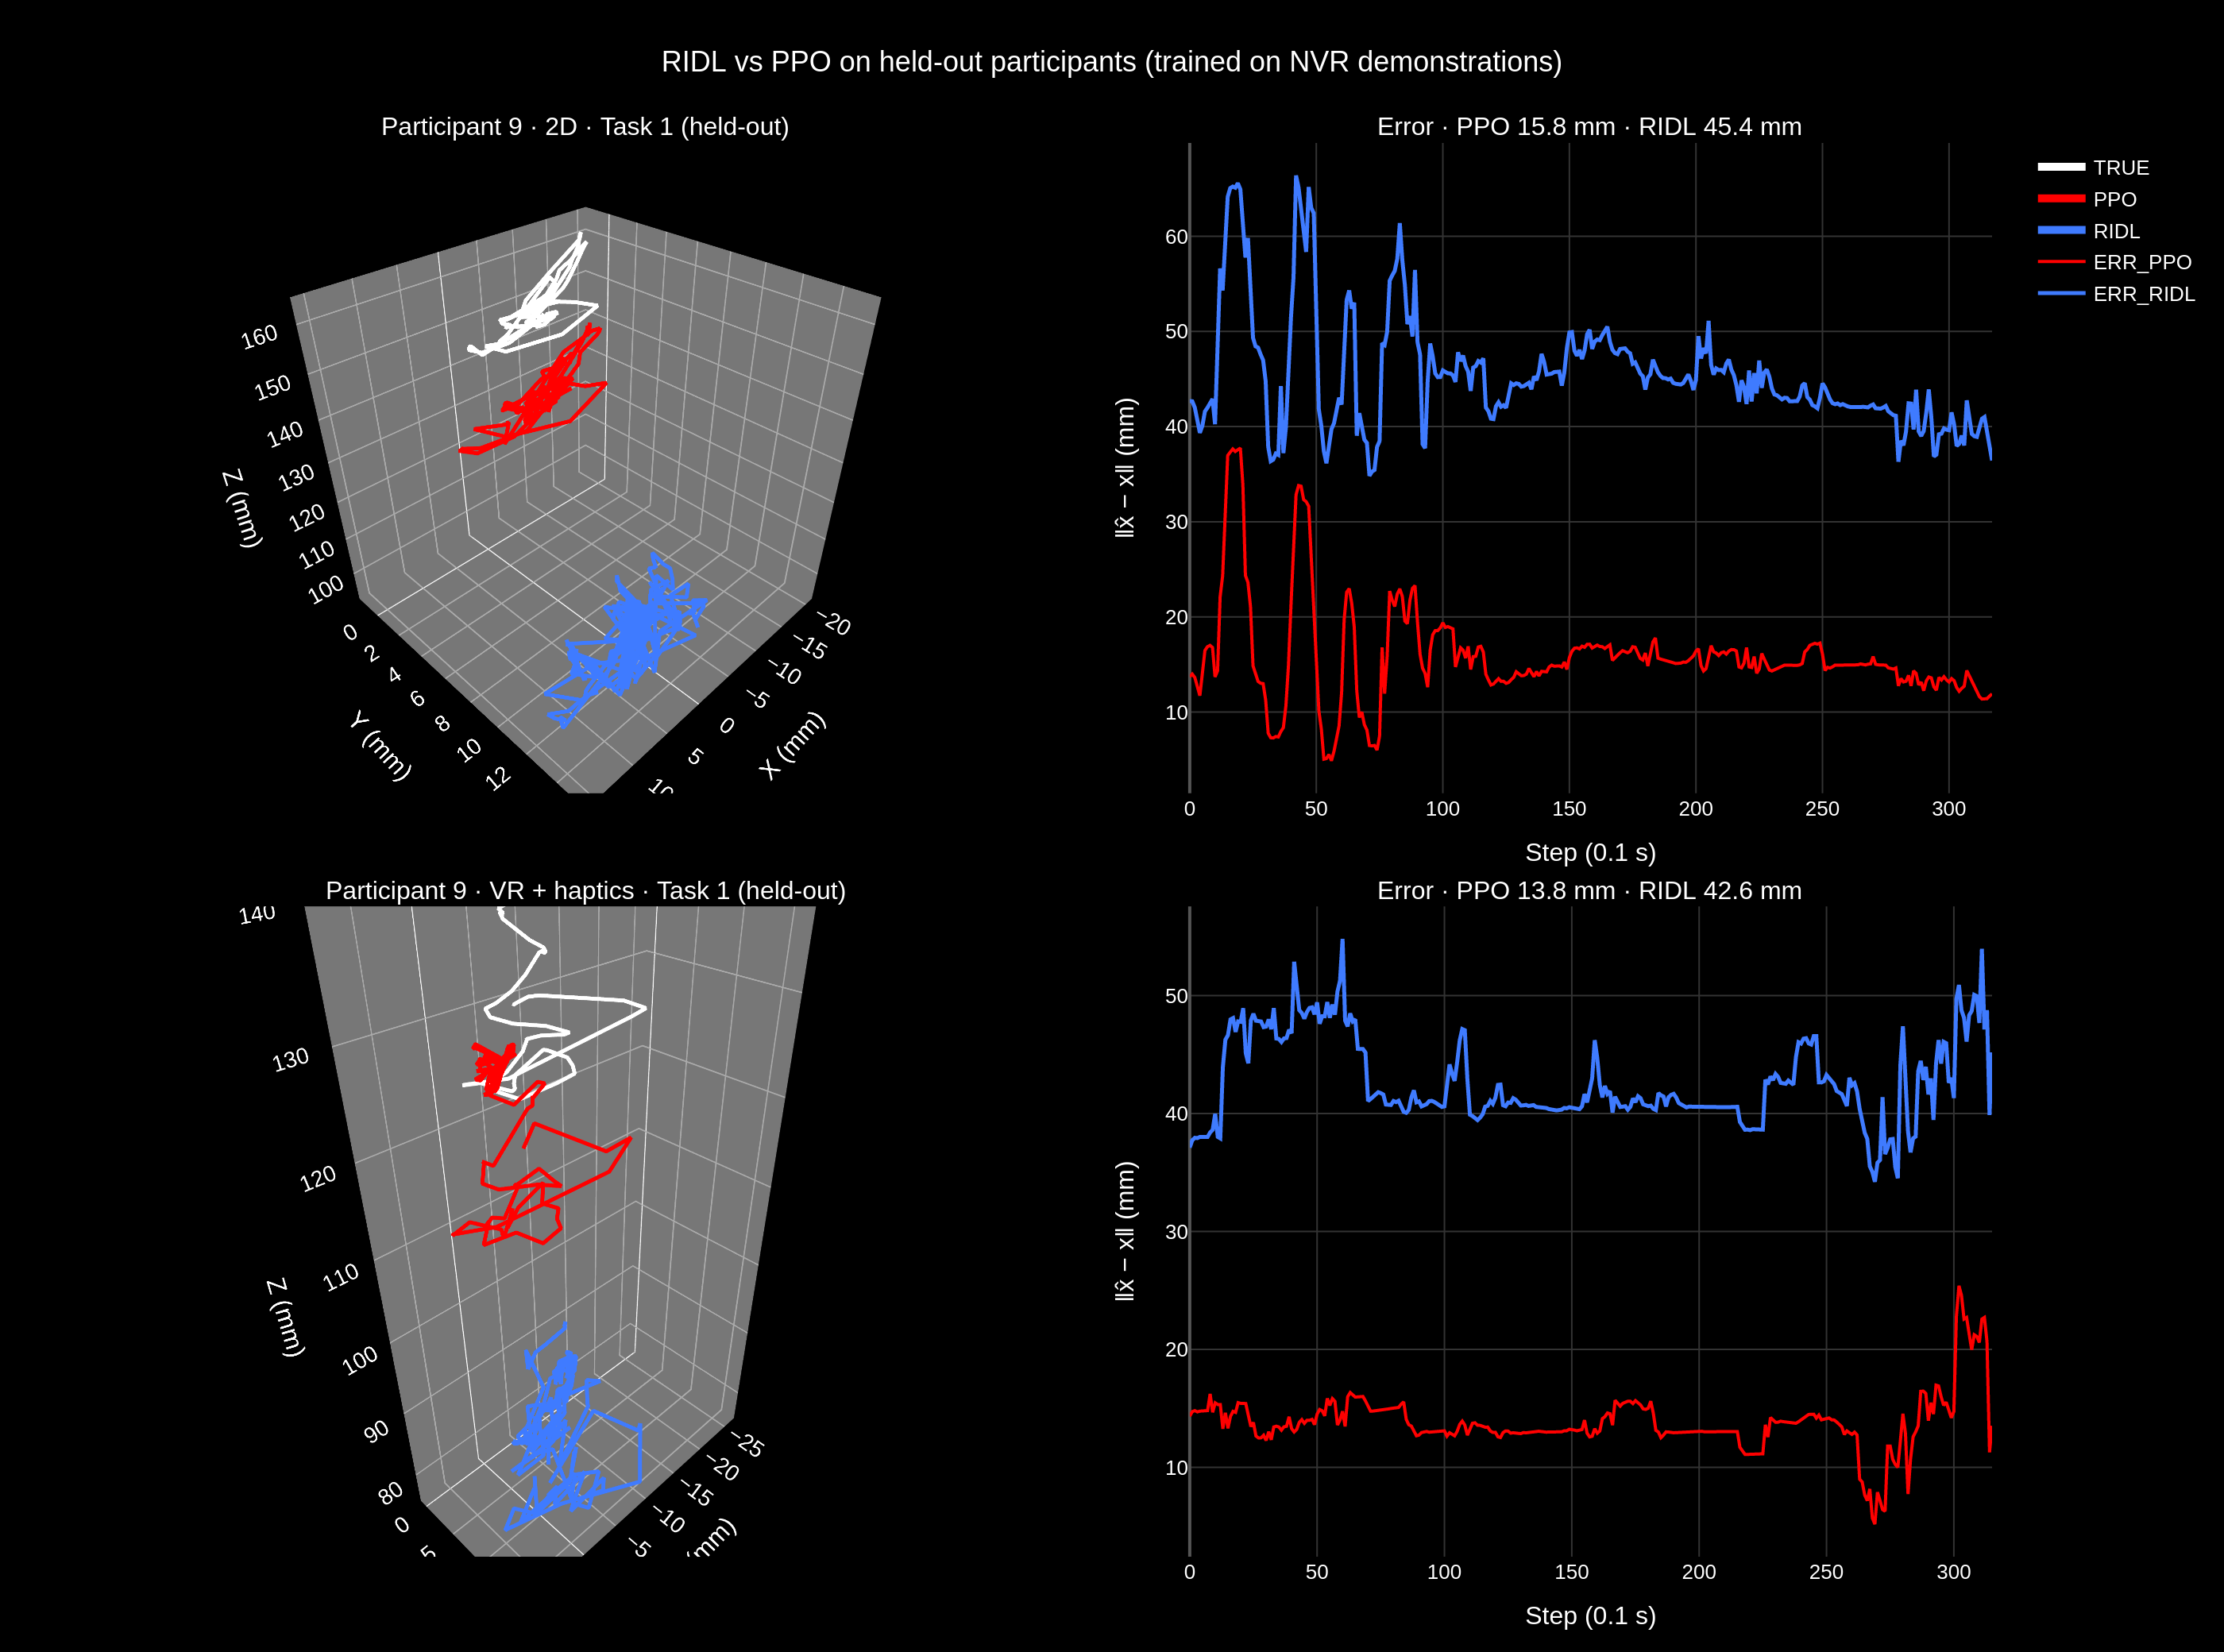 RIDL vs PPO on held-out participants (trained on NVR demonstrations)
Participant 9 · 2D · Task 1 (held-out)
160
150
140
130
120
110
100
Z (mm)
0
2
4
6
8
10
12
Y (mm)
−20
−15
−10
−5
0
5
10
X (mm)
Error · PPO 15.8 mm · RIDL 45.4 mm
60
50
40
30
20
10
‖x̂ − x‖ (mm)
0 50 100 150 200 250 300
Step (0.1 s)
TRUE
PPO
RIDL
ERR_PPO
ERR_RIDL
Participant 9 · VR + haptics · Task 1 (held-out)
140
130
120
110
100
90
80
Z (mm)
0
5
−25
−20
−15
−10
−5
(mm)
Error · PPO 13.8 mm · RIDL 42.6 mm
50
40
30
20
10
‖x̂ − x‖ (mm)
0 50 100 150 200 250 300
Step (0.1 s)